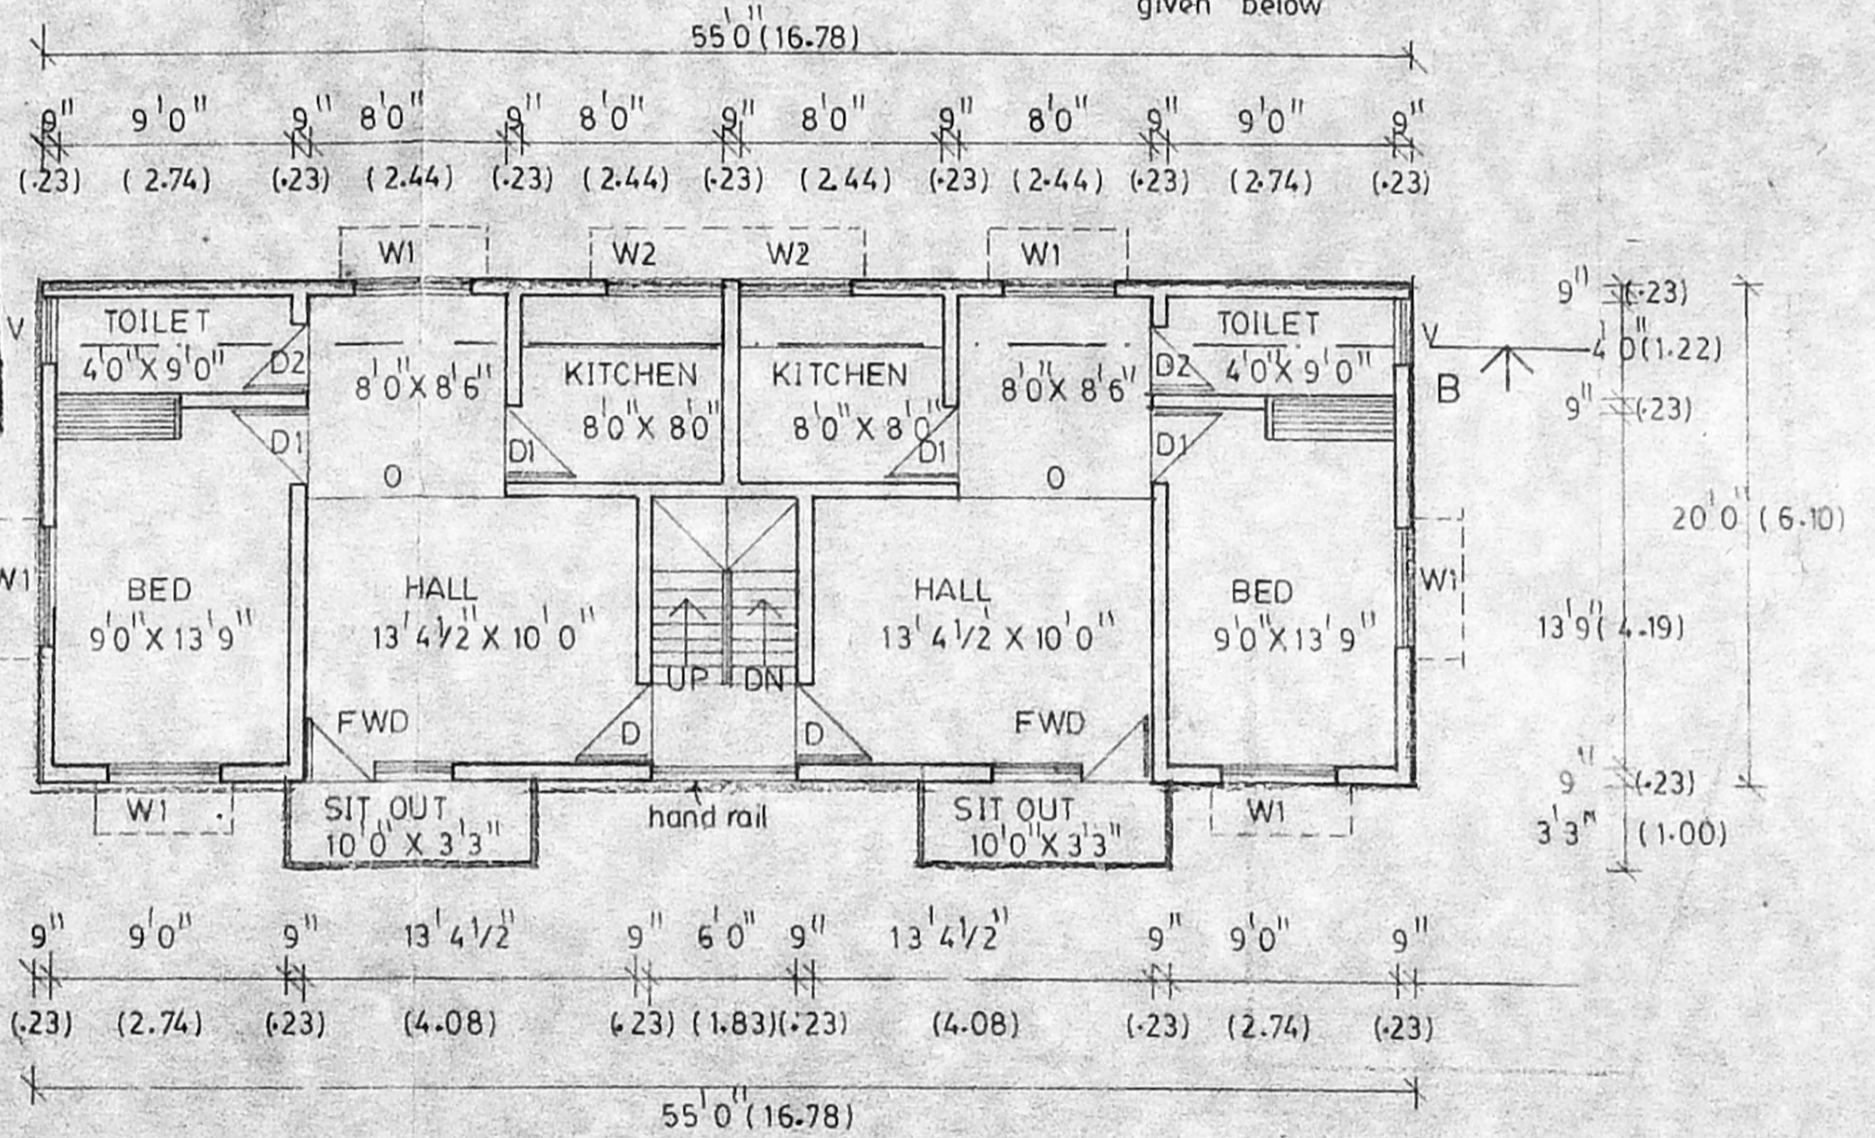 given below
55'0"(16.78)
9" 9'0" 9" 8'0" 9" 8'0" 9" 8'0" 9" 8'0" 9" 9'0" 9"
(.23) (2.74) (.23) (2.44) (.23) (2.44) (.23) (2.44) (.23) (2.44) (.23) (2.74) (.23)
W1 W2 W2 W1
9" (.23)
V TOILET TOILET V
4'0"X9'0" D2 8'0"X8'6" KITCHEN KITCHEN 8'0"X8'6" D2 4'0"X9'0" 4'0"(1.22)
8'0"X8'0" 8'0"X8'0" B 9" (.23)
D1 D1 D1 D1
O O
20'0" (6.10)
W1 BED HALL HALL BED W1
9'0"X13'9" 13'41/2"X10'0" 13'41/2"X10'0" 9'0"X13'9" 13'9"(4.19)
UP DN
FWD D D FWD
9" (.23)
W1 SIT OUT hand rail SIT OUT W1
10'0"X3'3" 10'0"X3'3" 3'3" (1.00)
9" 9'0" 9" 13'41/2" 9" 6'0" 9" 13'41/2" 9" 9'0" 9"
(.23) (2.74) (.23) (4.08) (.23) (1.83)(.23) (4.08) (.23) (2.74) (.23)
55'0"(16.78)